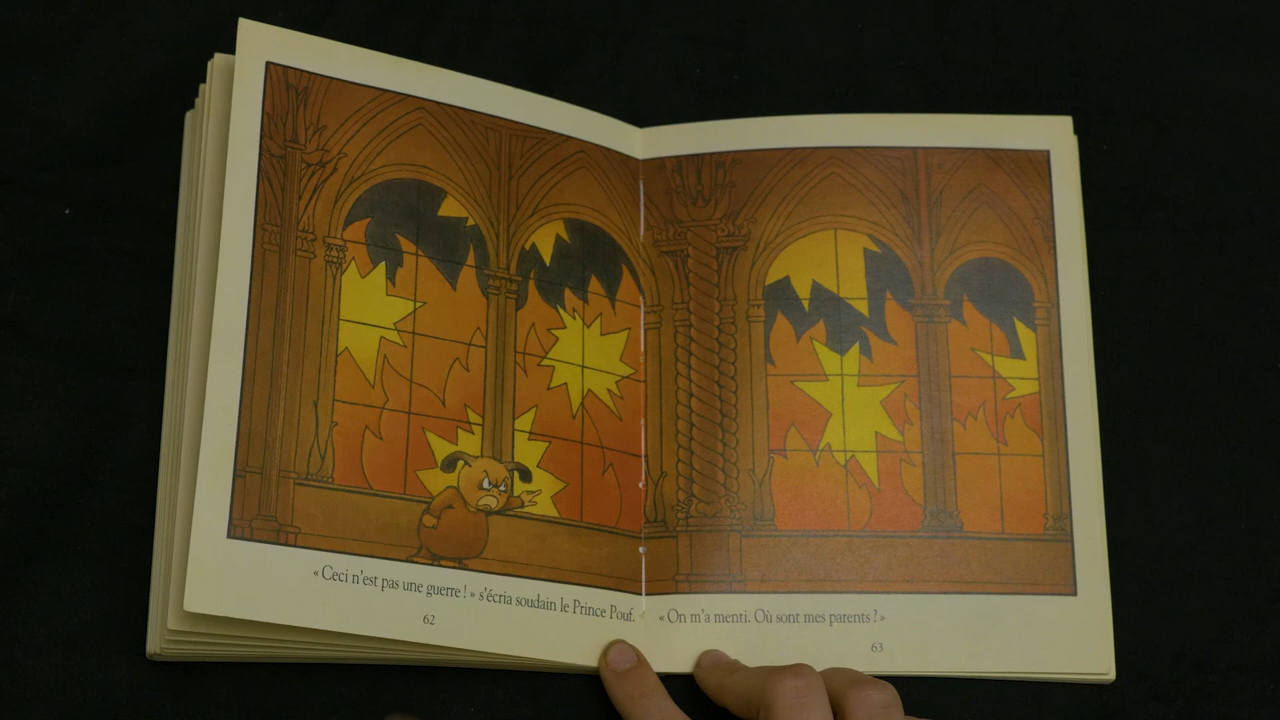 « Ceci n'est pas une guerre ! » s'écria soudain le Prince Pouf.
62
« On m'a menti. Où sont mes parents ? »
63